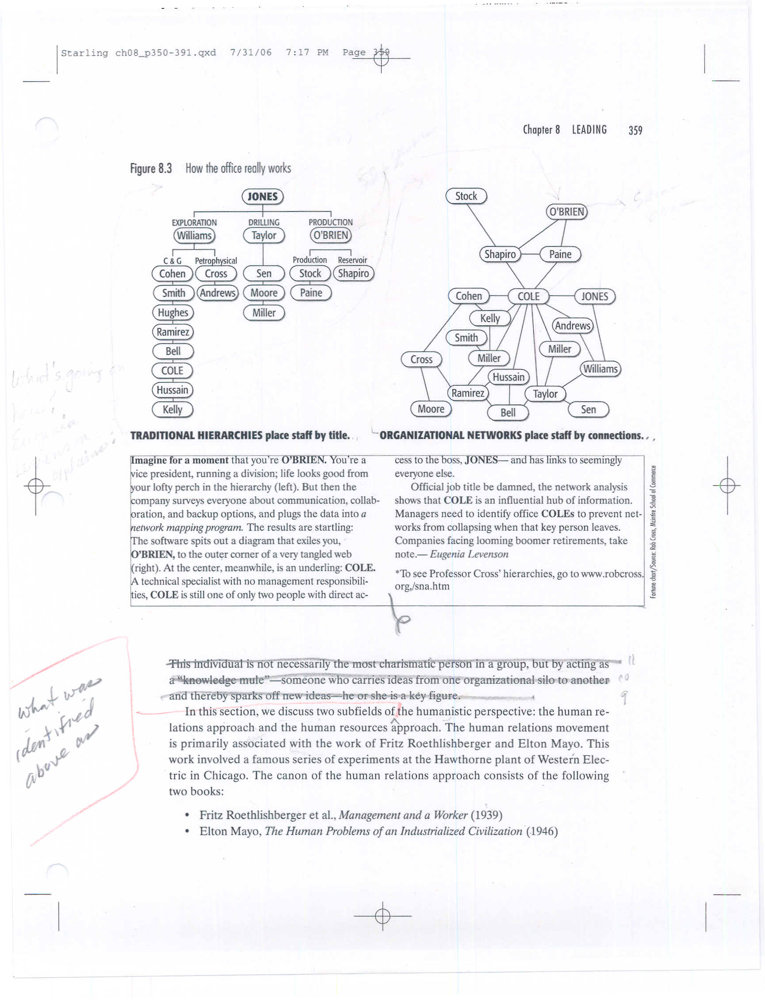 Starling ch08_p350-391.qxd 7/31/06 7:17 PM Page 359
Chapter 8 LEADING 359
Figure 8.3 How the office really works
JONES
EXPLORATION DRILLING PRODUCTION
Williams Taylor O'BRIEN
C & G Petrophysical Production Reservoir
Cohen Cross Sen Stock Shapiro
Smith Andrews Moore Paine
Hughes Miller
Ramirez
Bell
COLE
Hussain
Kelly
Stock
O'BRIEN
Shapiro Paine
Cohen COLE JONES
Kelly
Andrews
Smith
Miller
Cross Miller
Williams
Hussain
Ramirez Taylor
Moore Bell Sen
TRADITIONAL HIERARCHIES place staff by title...
ORGANIZATIONAL NETWORKS place staff by connections...
What's going on
here?
Eugenia
Levenson
explains:
Imagine for a moment that you're O'BRIEN. You're a
vice president, running a division; life looks good from
your lofty perch in the hierarchy (left). But then the
company surveys everyone about communication, collab-
oration, and backup options, and plugs the data into a
network mapping program. The results are startling:
The software spits out a diagram that exiles you,
O'BRIEN, to the outer corner of a very tangled web
(right). At the center, meanwhile, is an underling: COLE.
A technical specialist with no management responsibili-
ties, COLE is still one of only two people with direct ac-
cess to the boss, JONES— and has links to seemingly
everyone else.
Official job title be damned, the network analysis
shows that COLE is an influential hub of information.
Managers need to identify office COLEs to prevent net-
works from collapsing when that key person leaves.
Companies facing looming boomer retirements, take
note.— Eugenia Levenson
*To see Professor Cross' hierarchies, go to www.robcross.
org,/sna.htm
Fortune chart/Source: Rob Cross, Mcintire School of Commerce
This individual is not necessarily the most charismatic person in a group, but by acting as
a "knowledge mule"—someone who carries ideas from one organizational silo to another
and thereby sparks off new ideas—he or she is a key figure.
In this section, we discuss two subfields of the humanistic perspective: the human re-
lations approach and the human resources approach. The human relations movement
is primarily associated with the work of Fritz Roethlishberger and Elton Mayo. This
work involved a famous series of experiments at the Hawthorne plant of Western Elec-
tric in Chicago. The canon of the human relations approach consists of the following
two books:
• Fritz Roethlishberger et al., Management and a Worker (1939)
• Elton Mayo, The Human Problems of an Industrialized Civilization (1946)
what was
identified
above as